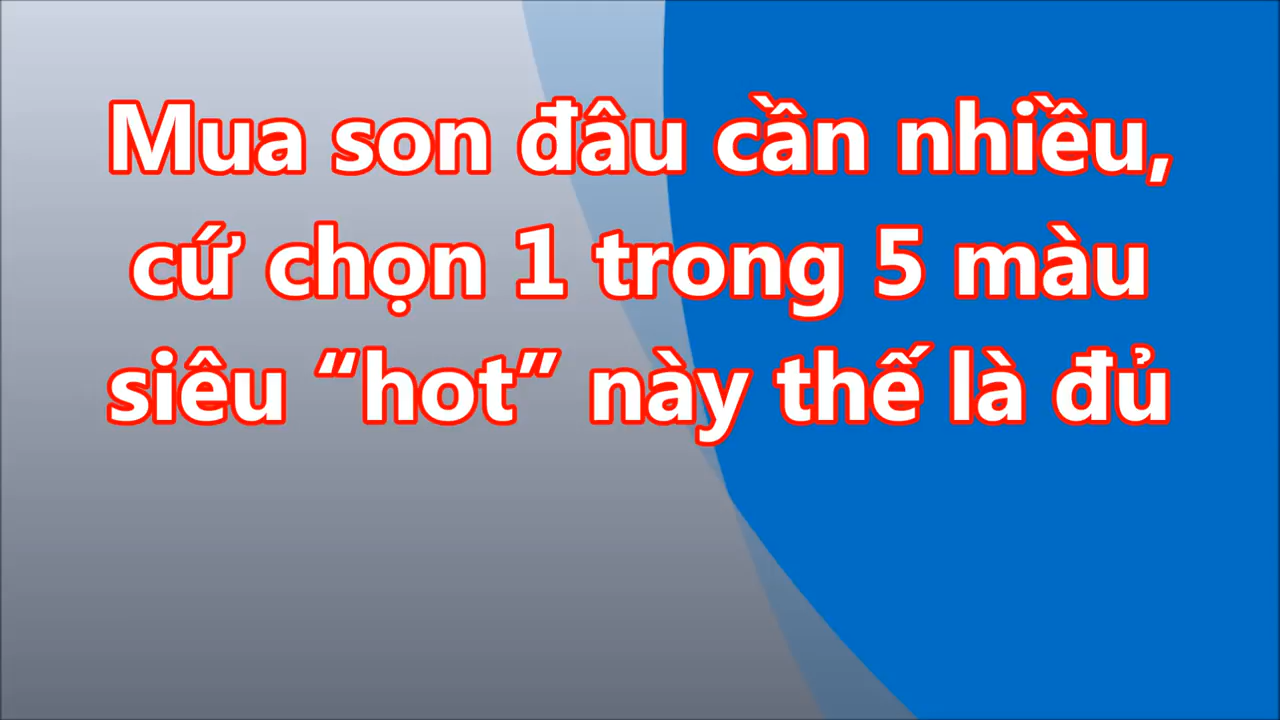 Mua son đâu cần nhiều,
cứ chọn 1 trong 5 màu
siêu “hot” này thế là đủ